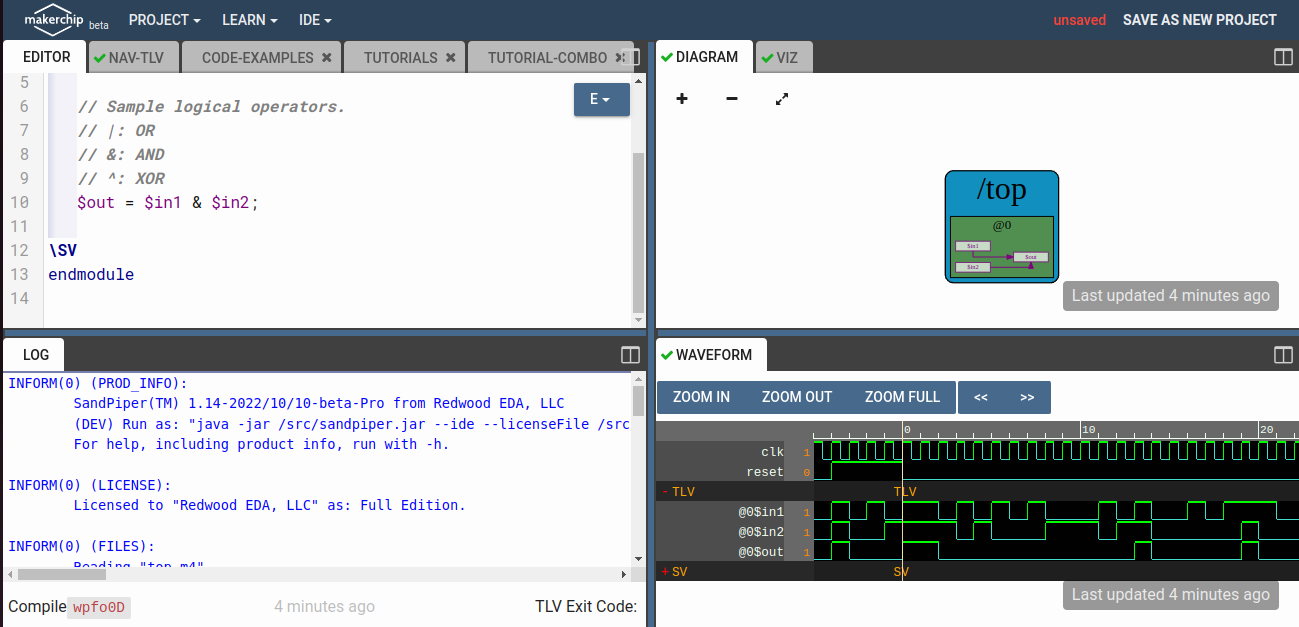 makerchip beta PROJECT LEARN IDE unsaved SAVE AS NEW PROJECT
EDITOR NAV-TLV CODE-EXAMPLES TUTORIALS TUTORIAL-COMBO
5
6 // Sample logical operators.
7 // |: OR
8 // &: AND
9 // ^: XOR
10 $out = $in1 & $in2;
11
12 \SV
13 endmodule
14
E
DIAGRAM VIZ
/top
@0
$in1
$out
$in2
Last updated 4 minutes ago
LOG
INFORM(0) (PROD_INFO):
SandPiper(TM) 1.14-2022/10/10-beta-Pro from Redwood EDA, LLC
(DEV) Run as: "java -jar /src/sandpiper.jar --ide --licenseFile /src
For help, including product info, run with -h.
INFORM(0) (LICENSE):
Licensed to "Redwood EDA, LLC" as: Full Edition.
INFORM(0) (FILES):
Reading "top.m4"
Compile wpfo0D 4 minutes ago TLV Exit Code:
WAVEFORM
ZOOM IN ZOOM OUT ZOOM FULL << >>
0 10 20
clk 1
reset 0
- TLV TLV
@0$in1 1
@0$in2 1
@0$out 1
+ SV SV
Last updated 4 minutes ago